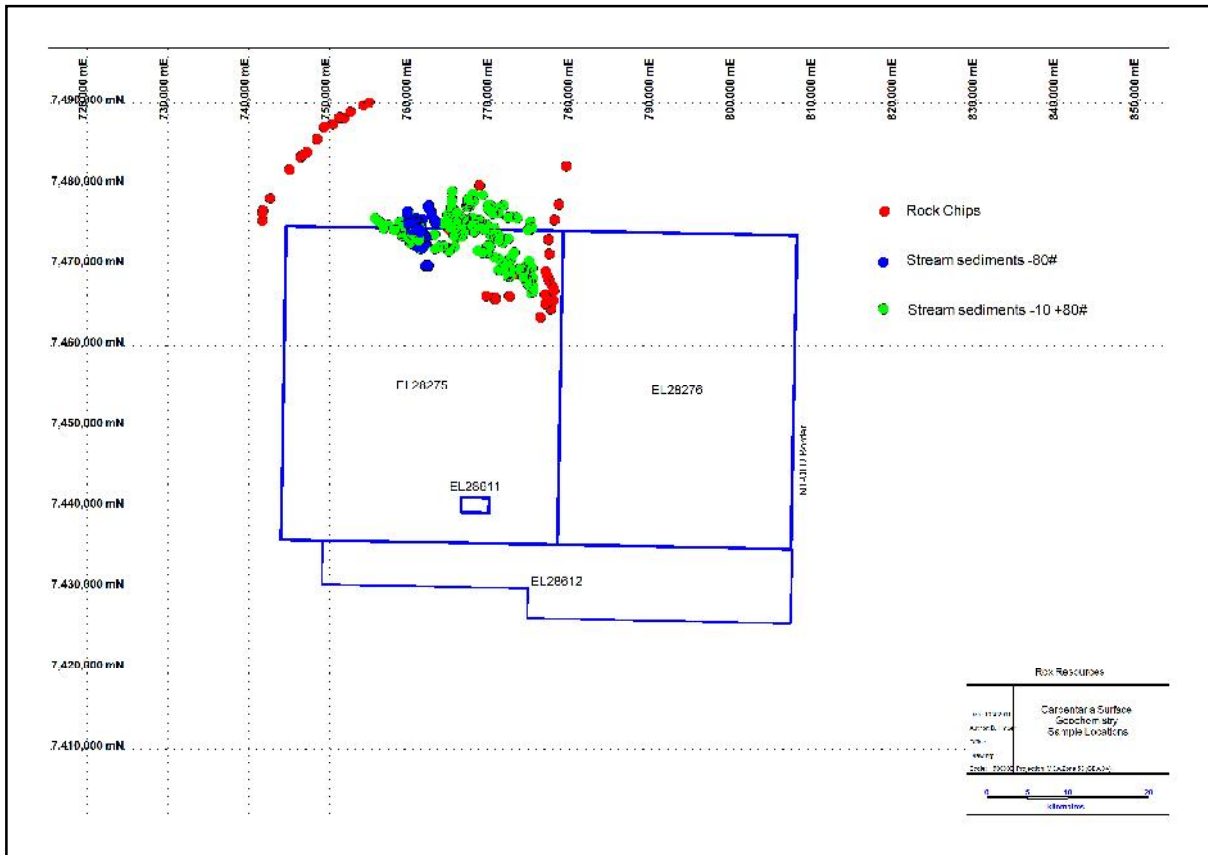 728,000 mE
730,000 mE
740,000 mE
750,000 mE
760,000 mE
770,000 mE
780,000 mE
790,000 mE
800,000 mE
810,000 mE
820,000 mE
830,000 mE
840,000 mE
850,000 mE
7,490,000 mN
7,480,000 mN
7,470,000 mN
7,460,000 mN
7,450,000 mN
7,440,000 mN
7,430,000 mN
7,420,000 mN
7,410,000 mN
Rock Chips
Stream sediments -80#
Stream sediments -10 +80#
EL28275
EL28276
EL28611
EL28612
Border
Rox Resources
Carpentaria Surface
Geochemistry
Sample Locations
0 5 10 20
kilometres